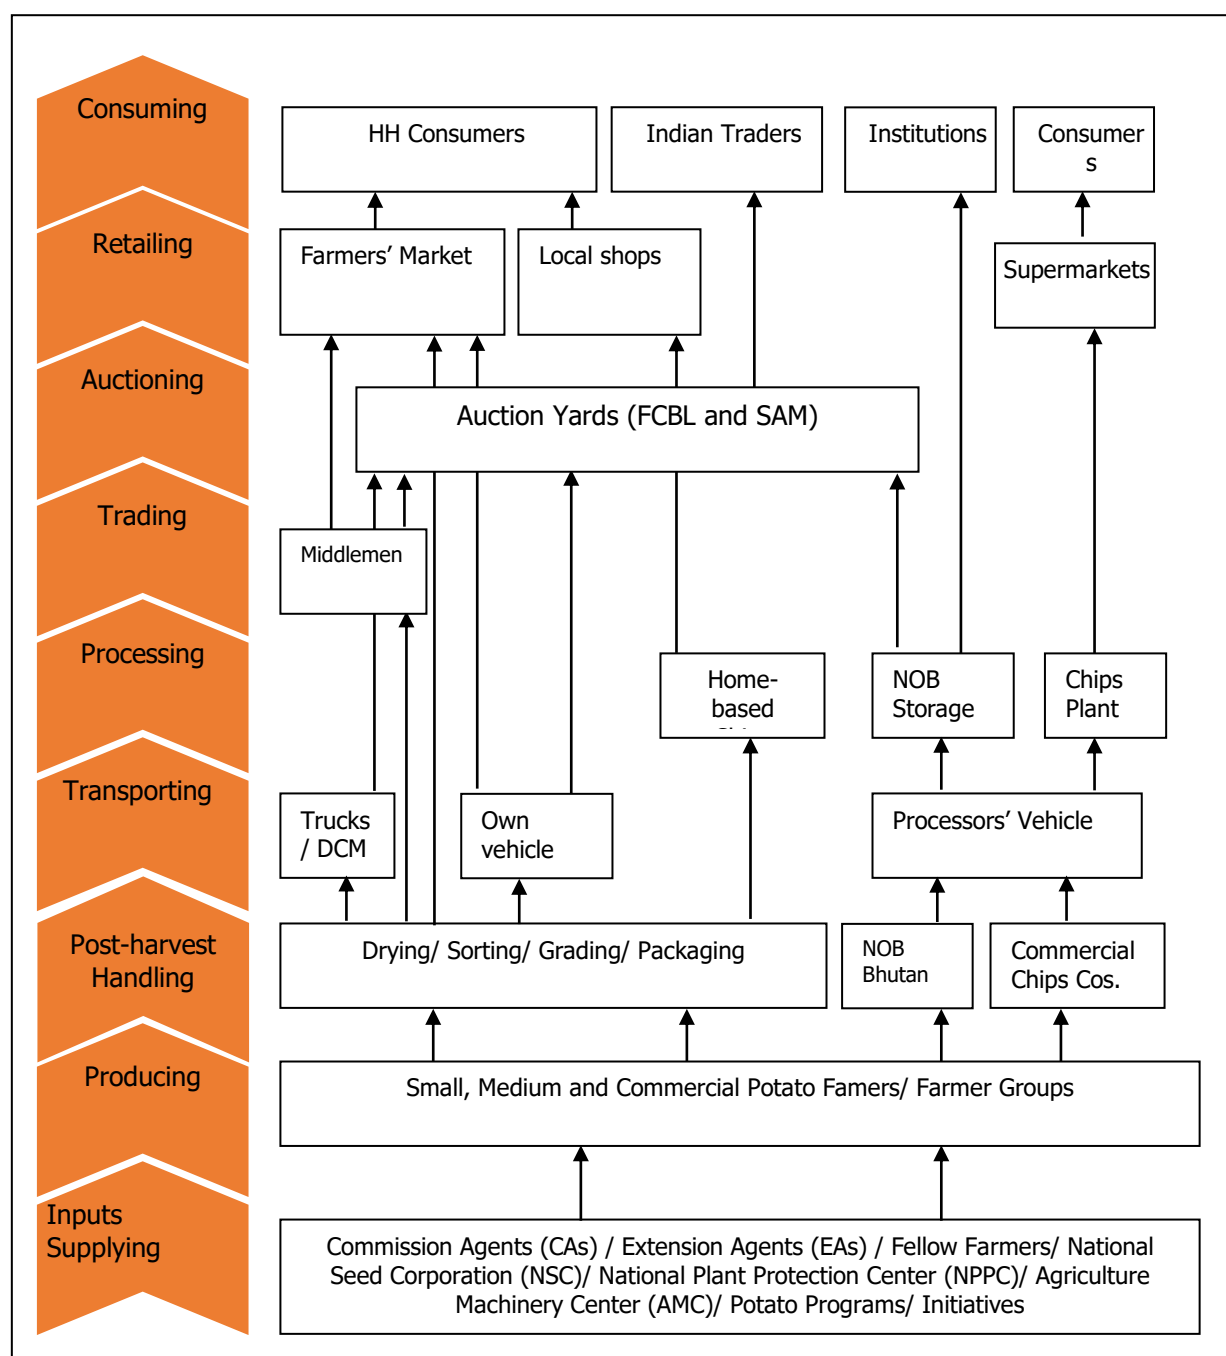 Consuming
HH Consumers
Indian Traders
Institutions
Consumer
s
Retailing
Farmers’ Market
Local shops
Supermarkets
Auctioning
Auction Yards (FCBL and SAM)
Trading
Middlemen
Processing
Home-
based
NOB
Storage
Chips
Plant
Transporting
Trucks
/ DCM
Own
vehicle
Processors’ Vehicle
Post-harvest
Handling
Drying/ Sorting/ Grading/ Packaging
NOB
Bhutan
Commercial
Chips Cos.
Producing
Small, Medium and Commercial Potato Famers/ Farmer Groups
Inputs
Supplying
Commission Agents (CAs) / Extension Agents (EAs) / Fellow Farmers/ National
Seed Corporation (NSC)/ National Plant Protection Center (NPPC)/ Agriculture
Machinery Center (AMC)/ Potato Programs/ Initiatives